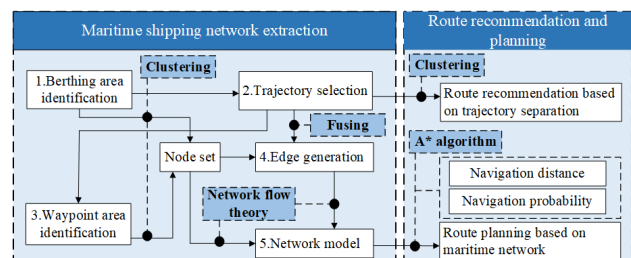 Maritime shipping network extraction
Route recommendation and
planning
Clustering
1.Berthing area
identification
2.Trajectory selection
Fusing
Node set
4.Edge generation
Network flow
theory
3.Waypoint area
identification
5.Network model
Clustering
Route recommendation based
on trajectory separation
A* algorithm
Navigation distance
Navigation probability
Route planning based on
maritime network